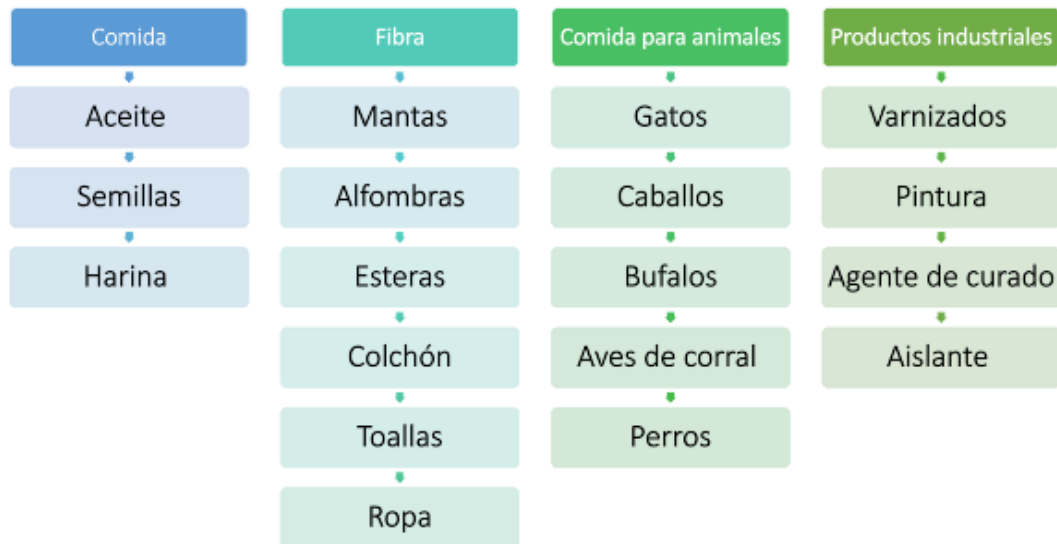 Comida
Aceite
Semillas
Harina
Fibra
Mantas
Alfombras
Esteras
Colchón
Toallas
Ropa
Comida para animales
Gatos
Caballos
Bufalos
Aves de corral
Perros
Productos industriales
Varnizados
Pintura
Agente de curado
Aislante